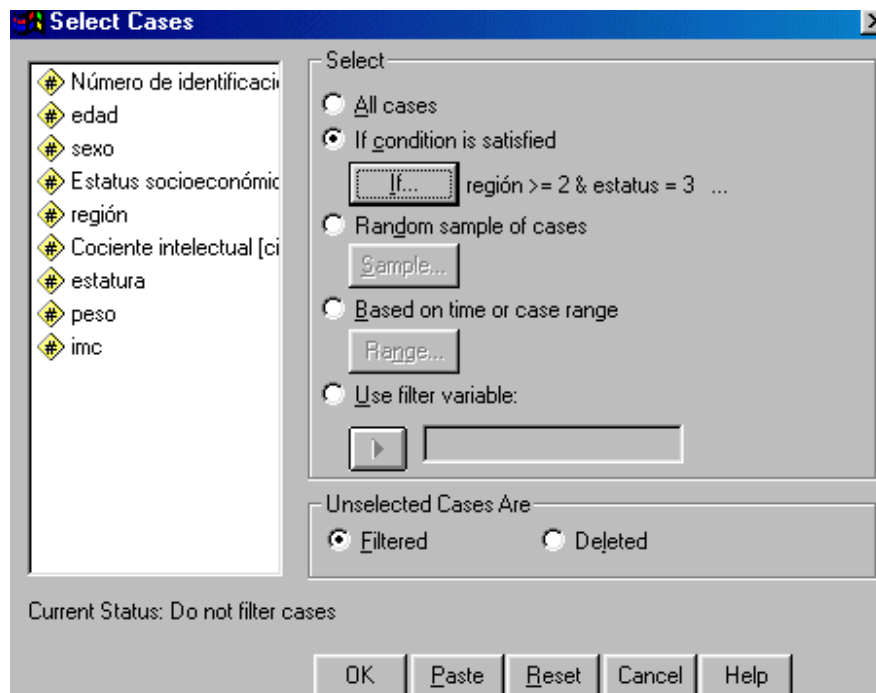 Select Cases
Número de identificaci
edad
sexo
Estatus socioeconómic
región
Cociente intelectual [ci
estatura
peso
imc
Select
All cases
If condition is satisfied
If... región >= 2 & estatus = 3 ...
Random sample of cases
Sample...
Based on time or case range
Range...
Use filter variable:
Unselected Cases Are
Filtered Deleted
Current Status: Do not filter cases
OK Paste Reset Cancel Help